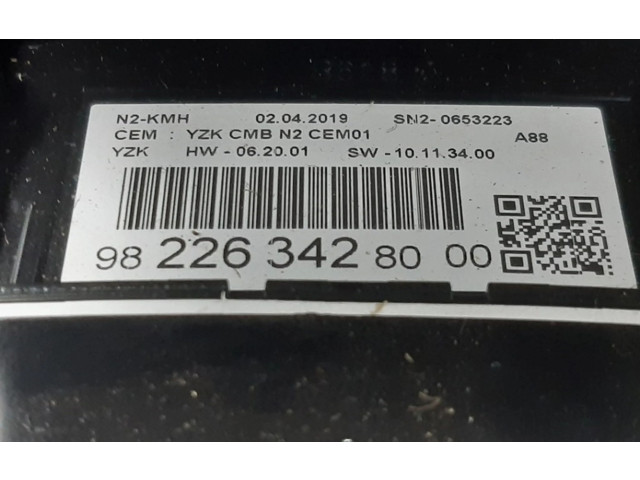 N2-KMH 02.04.2019 SN2-0653223
CEM : YZK CMB N2 CEM01 A88
YZK HW - 06.20.01 SW - 10.11.34.00
98 226 342 80 00